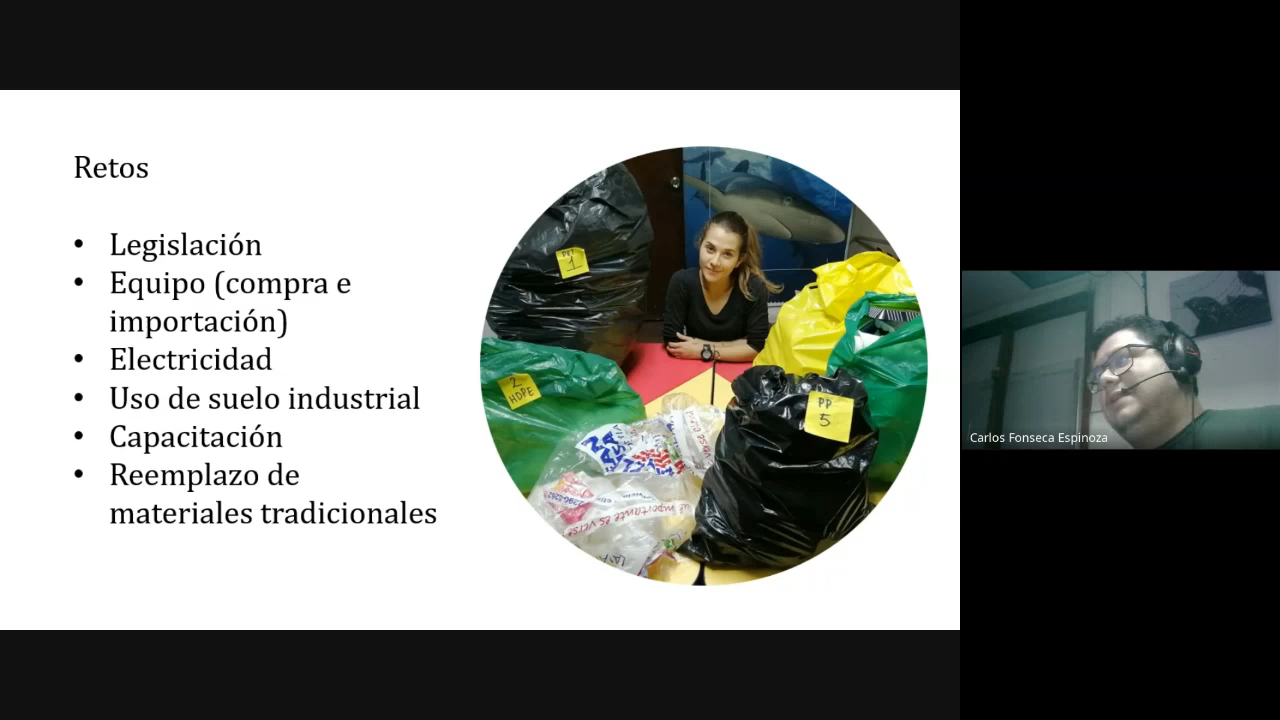 Retos
• Legislación
• Equipo (compra e
importación)
• Electricidad
• Uso de suelo industrial
• Capacitación
• Reemplazo de
materiales tradicionales
PET
1
2
HDPE
PP
5
Carlos Fonseca Espinoza